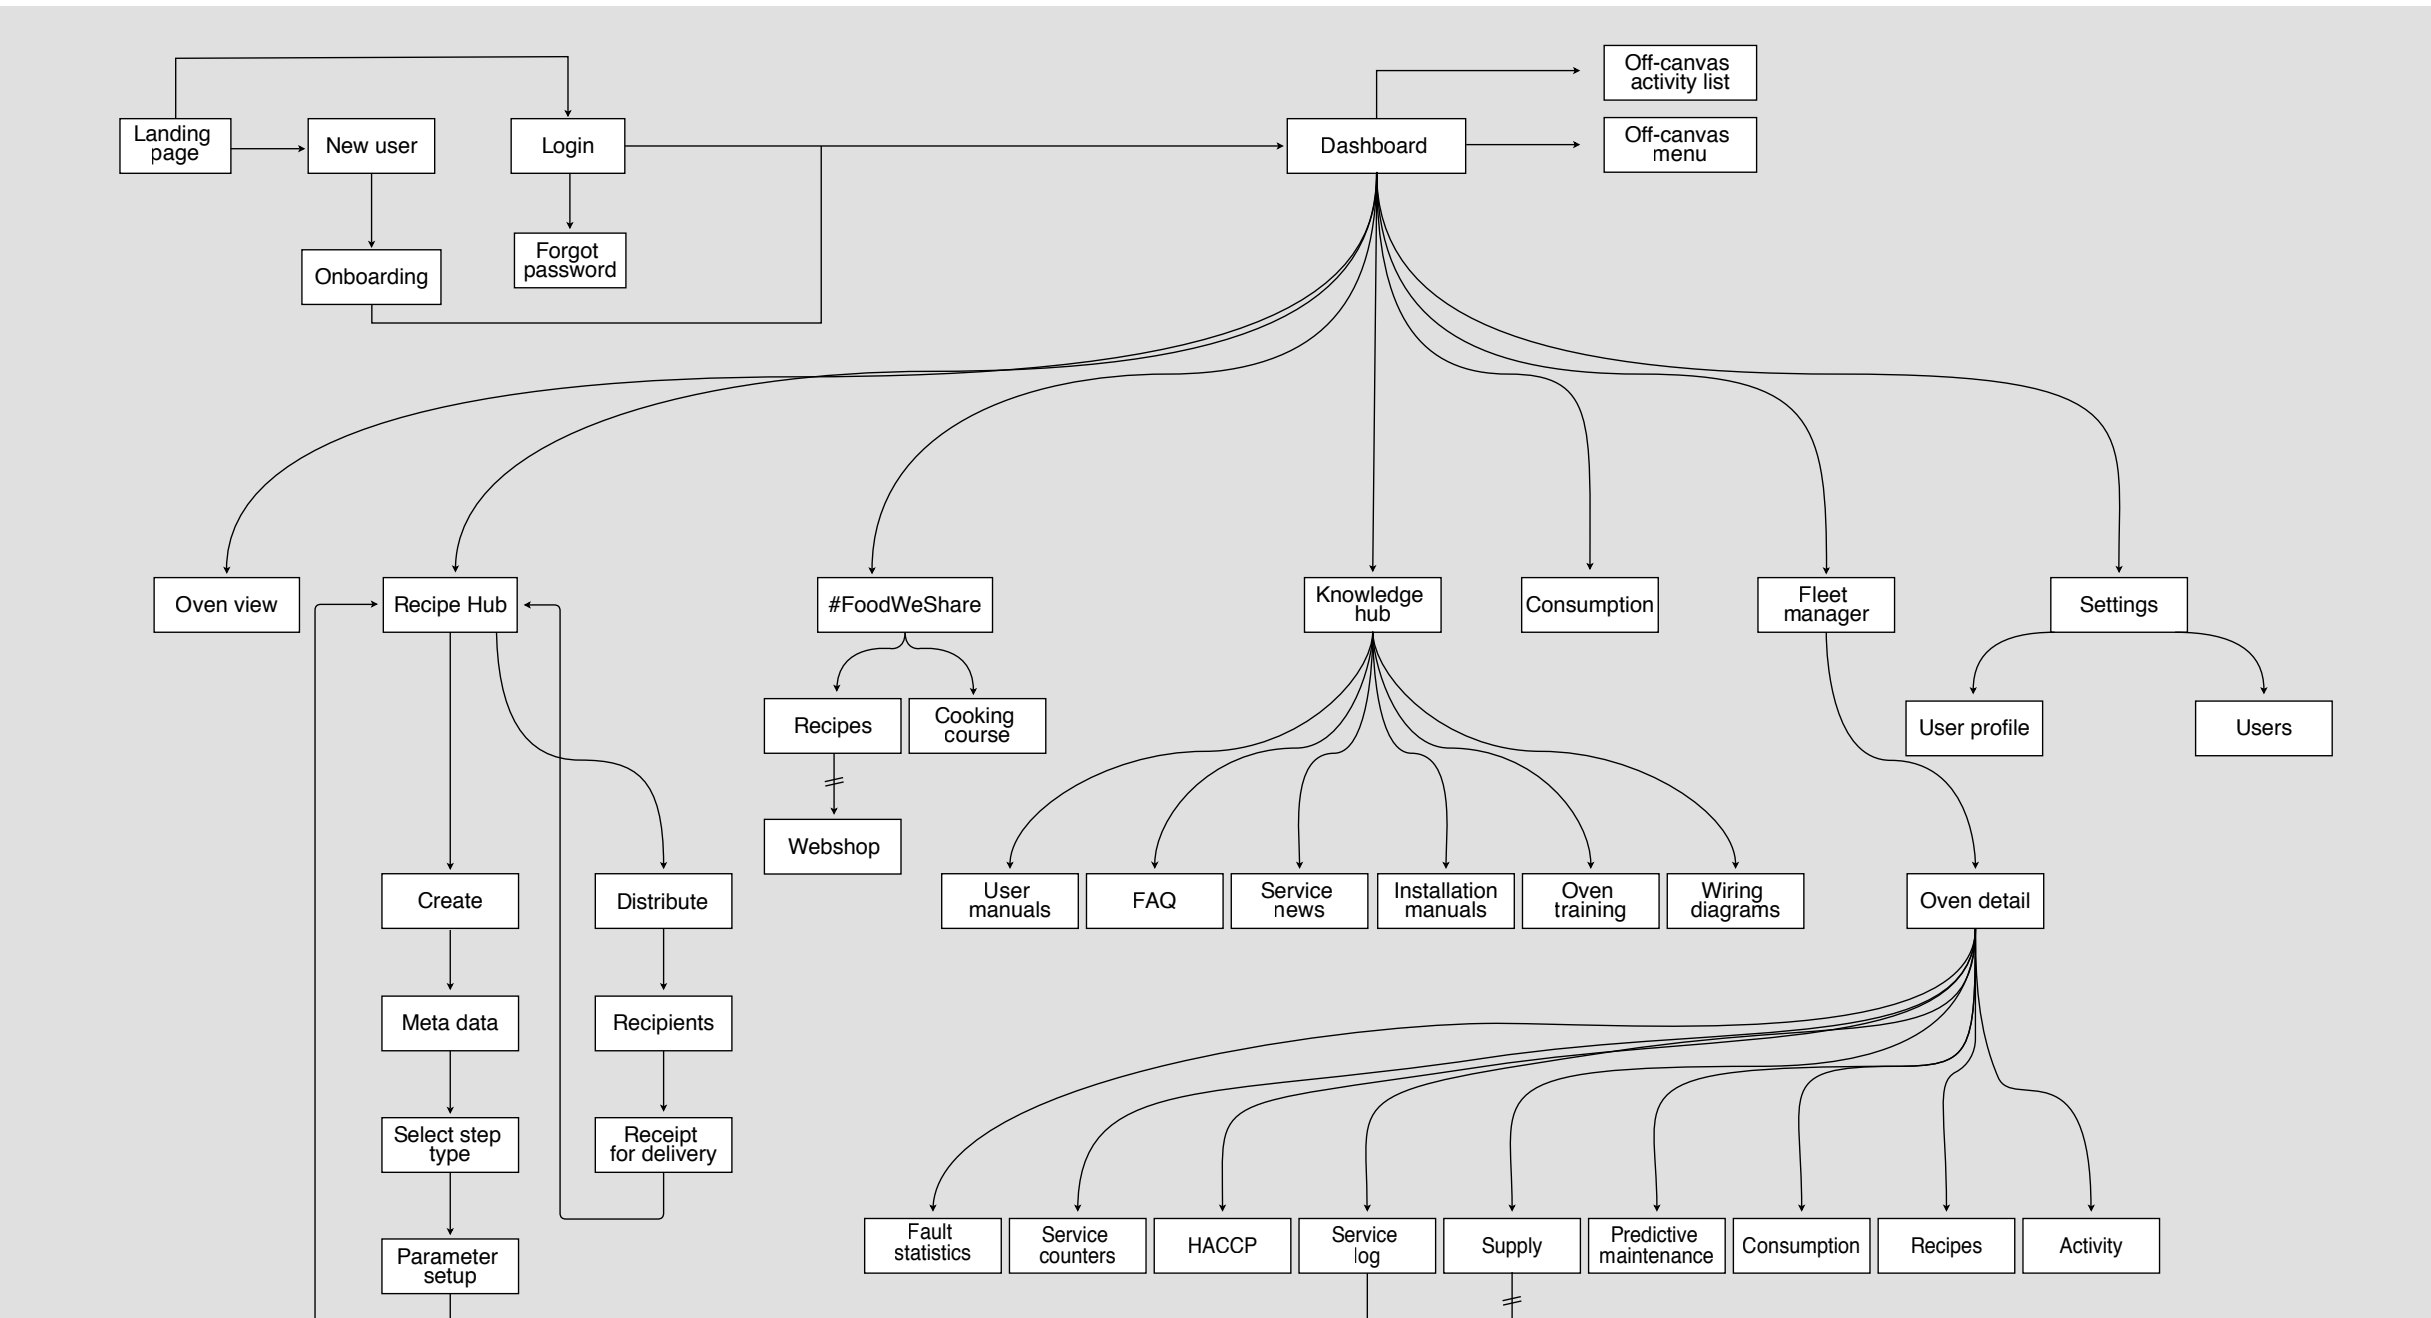 Off-canvas
activity list
Landing
page
New user
Login
Dashboard
Off-canvas
menu
Onboarding
Forgot
password
Oven view
Recipe Hub
#FoodWeShare
Knowledge
hub
Consumption
Fleet
manager
Settings
Recipes
Cooking
course
User profile
Users
Webshop
Create
Distribute
User
manuals
FAQ
Service
news
Installation
manuals
Oven
training
Wiring
diagrams
Oven detail
Meta data
Recipients
Select step
type
Receipt
for delivery
Parameter
setup
Fault
statistics
Service
counters
HACCP
Service
log
Supply
Predictive
maintenance
Consumption
Recipes
Activity